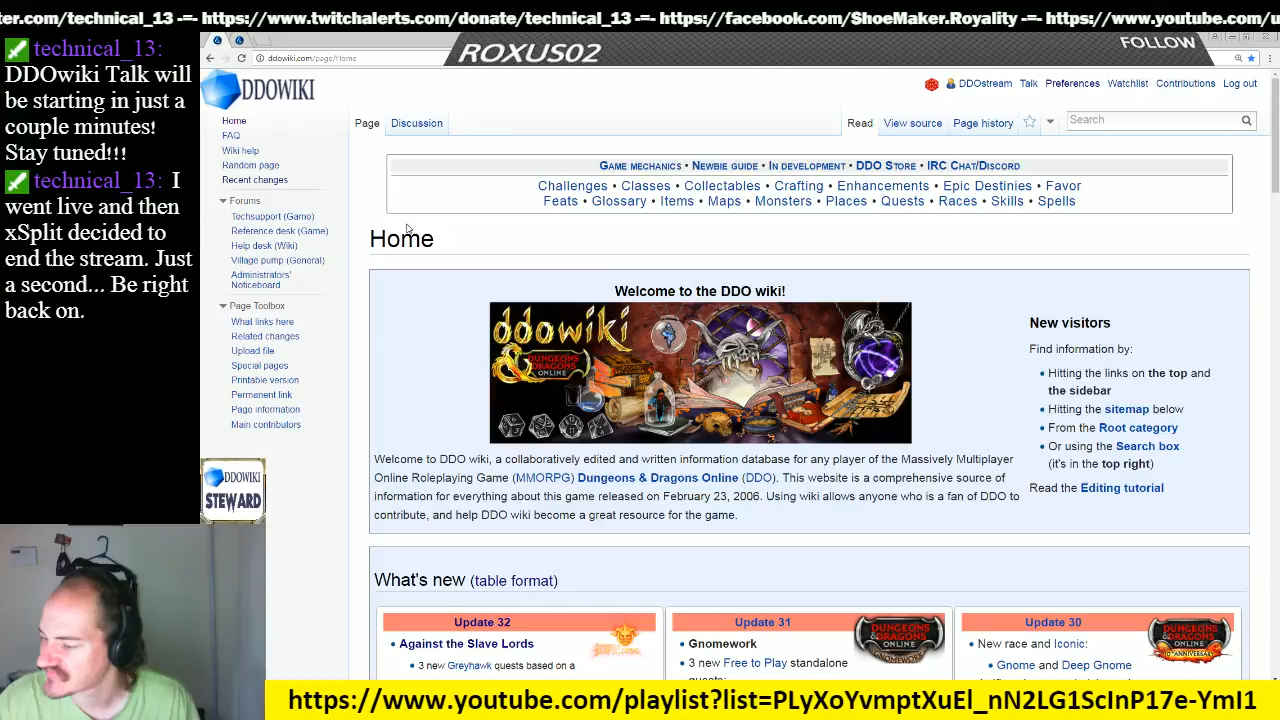 ter.com/technical_13 -=- https://www.twitchalerts.com/donate/technical_13 -=- https://facebook.com/ShoeMaker.Royality -=- https://www.youtube.com/u
technical_13:
DDOwiki Talk will
be starting in just a
couple minutes!
Stay tuned!!!
technical_13: I
went live and then
xSplit decided to
end the stream. Just
a second... Be right
back on.
ROXUS02
FOLLOW
ddowiki.com/page/Home
DDOWIKI
DDOstream Talk Preferences Watchlist Contributions Log out
Home
FAQ
Wiki help
Random page
Recent changes
Forums
Techsupport (Game)
Reference desk (Game)
Help desk (Wiki)
Village pump (General)
Administrators'
Noticeboard
Page Toolbox
What links here
Related changes
Upload file
Special pages
Printable version
Permanent link
Page information
Main contributors
DDOWIKI
STEWARD
Page Discussion Read View source Page history Search
Game mechanics • Newbie guide • In development • DDO Store • IRC Chat/Discord
Challenges • Classes • Collectables • Crafting • Enhancements • Epic Destinies • Favor
Feats • Glossary • Items • Maps • Monsters • Places • Quests • Races • Skills • Spells
Home
Welcome to the DDO wiki!
ddowiki
DUNGEONS & DRAGONS
ONLINE
Welcome to DDO wiki, a collaboratively edited and written information database for any player of the Massively Multiplayer
Online Roleplaying Game (MMORPG) Dungeons & Dragons Online (DDO). This website is a comprehensive source of
information for everything about this game released on February 23, 2006. Using wiki allows anyone who is a fan of DDO to
contribute, and help DDO wiki become a great resource for the game.
New visitors
Find information by:
• Hitting the links on the top and
the sidebar
• Hitting the sitemap below
• From the Root category
• Or using the Search box
(it's in the top right)
Read the Editing tutorial
What's new (table format)
Update 32
• Against the Slave Lords
• 3 new Greyhawk quests based on a
Update 31
• Gnomework
• 3 new Free to Play standalone
quests:
DUNGEONS & DRAGONS
GNOMEWORK
Update 30
• New race and Iconic:
• Gnome and Deep Gnome
DUNGEONS & DRAGONS
ANNIVERSARY
https://www.youtube.com/playlist?list=PLyXoYvmptXuEl_nN2LG1ScInP17e-YmI1